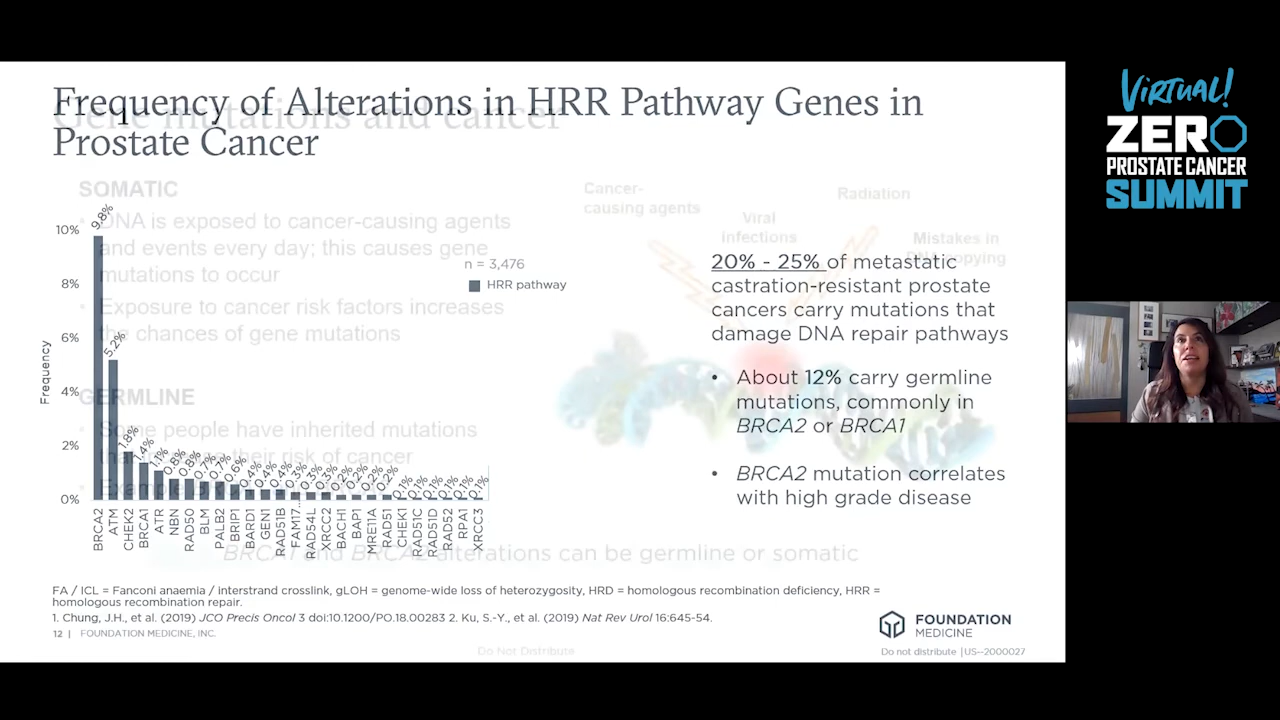 Frequency of Alterations in HRR Pathway Genes in
Prostate Cancer
Gene mutations and cancer
SOMATIC
DNA is exposed to cancer-causing agents
and events every day; this causes gene
mutations to occur
Exposure to cancer risk factors increases
the chances of gene mutations
GERMLINE
Some people have inherited mutations
their risk of cancer
Cancer-
causing agents
Viral
Infections
Radiation
Mistakes in
BRCA1 and BRCA2 alterations can be germline or somatic
Do Not Distribute
n = 3,476
HRR pathway
Frequency
10%
8%
6%
4%
2%
0%
9.8%
5.2%
1.8%
1.4%
1.1%
0.8%
0.8%
0.7%
0.7%
0.6%
0.4%
0.4%
0.4%
0.3%
0.3%
0.3%
0.2%
0.2%
0.2%
0.2%
0.1%
0.1%
0.1%
0.1%
0.1%
0.1%
BRCA2
ATM
CHEK2
BRCA1
ATR
NBN
RAD50
BLM
PALB2
BRIP1
BARD1
GEN1
RAD51B
FAM17...
RAD54L
XRCC2
BACH1
BAP1
MRE11A
RAD51
CHEK1
RAD51C
RAD51D
RAD52
RPA1
XRCC3
20% - 25% of metastatic
castration-resistant prostate
cancers carry mutations that
damage DNA repair pathways
• About 12% carry germline
mutations, commonly in
BRCA2 or BRCA1
• BRCA2 mutation correlates
with high grade disease
FA / ICL = Fanconi anaemia / interstrand crosslink, gLOH = genome-wide loss of heterozygosity, HRD = homologous recombination deficiency, HRR =
homologous recombination repair.
1. Chung, J.H., et al. (2019) JCO Precis Oncol 3 doi:10.1200/PO.18.00283 2. Ku, S.-Y., et al. (2019) Nat Rev Urol 16:645-54.
12 | FOUNDATION MEDICINE, INC.
FOUNDATION
MEDICINE
Do not distribute |US--2000027
VIRTUAL!
ZERO
PROSTATE CANCER
SUMMIT